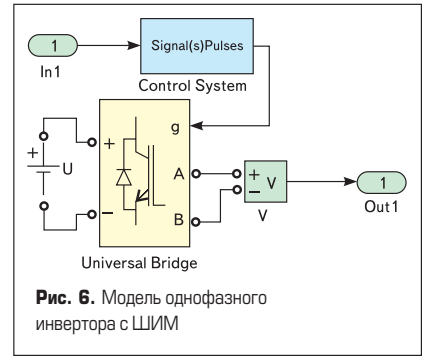 1
In1
Signal(s)Pulses
Control System
g
+
U
+
−
A
B
Universal Bridge
+
−
V
V
1
Out1
Рис. 6. Модель однофазного
инвертора с ШИМ